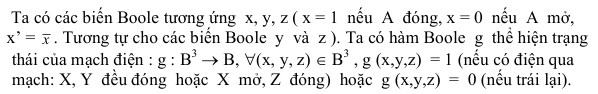 Ta có các biến Boole tương ứng x, y, z ( x = 1 nếu A đóng, x = 0 nếu A mở,
x’ = x̅ . Tương tự cho các biến Boole y và z ). Ta có hàm Boole g thể hiện trạng
thái của mạch điện : g : B³ → B, ∀(x, y, z) ∈ B³ , g (x,y,z) = 1 (nếu có điện qua
mạch: X, Y đều đóng hoặc X mở, Z đóng) hoặc g (x,y,z) = 0 (nếu trái lại).